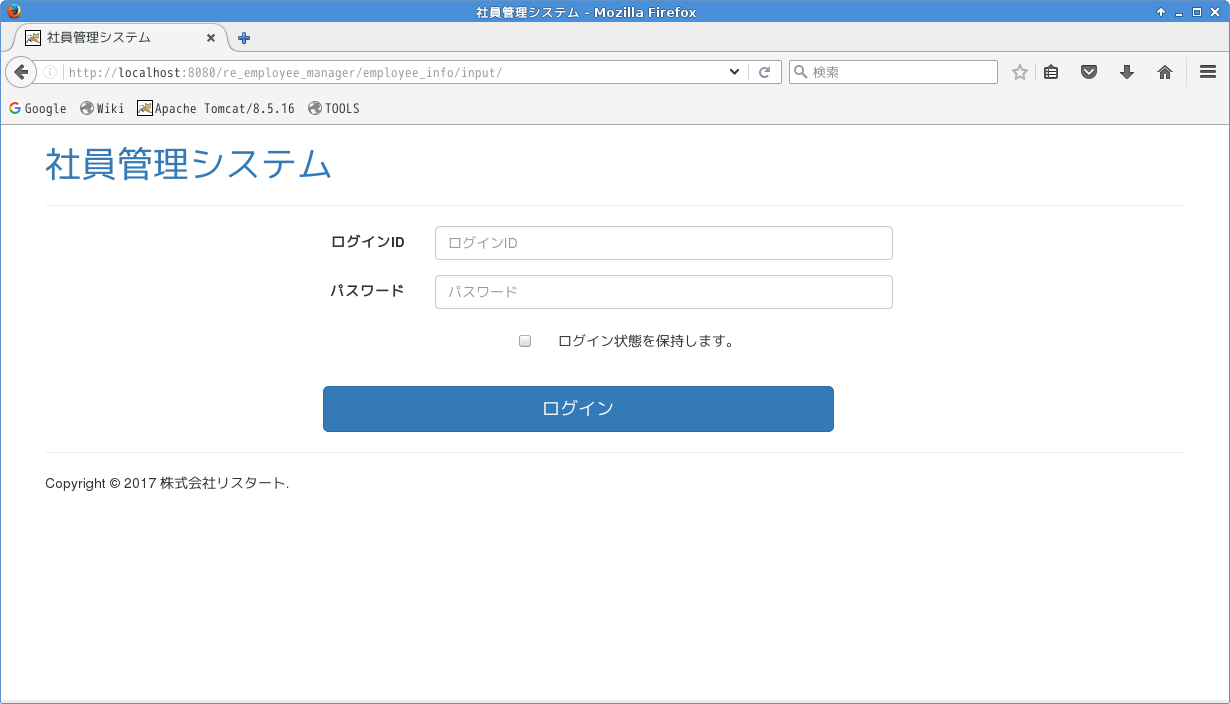 社員管理システム - Mozilla Firefox
社員管理システム
http://localhost:8080/re_employee_manager/employee_info/input/
検索
Google Wiki Apache Tomcat/8.5.16 TOOLS
社員管理システム
ログインID ログインID
パスワード パスワード
ログイン状態を保持します。
ログイン
Copyright © 2017 株式会社リスタート.